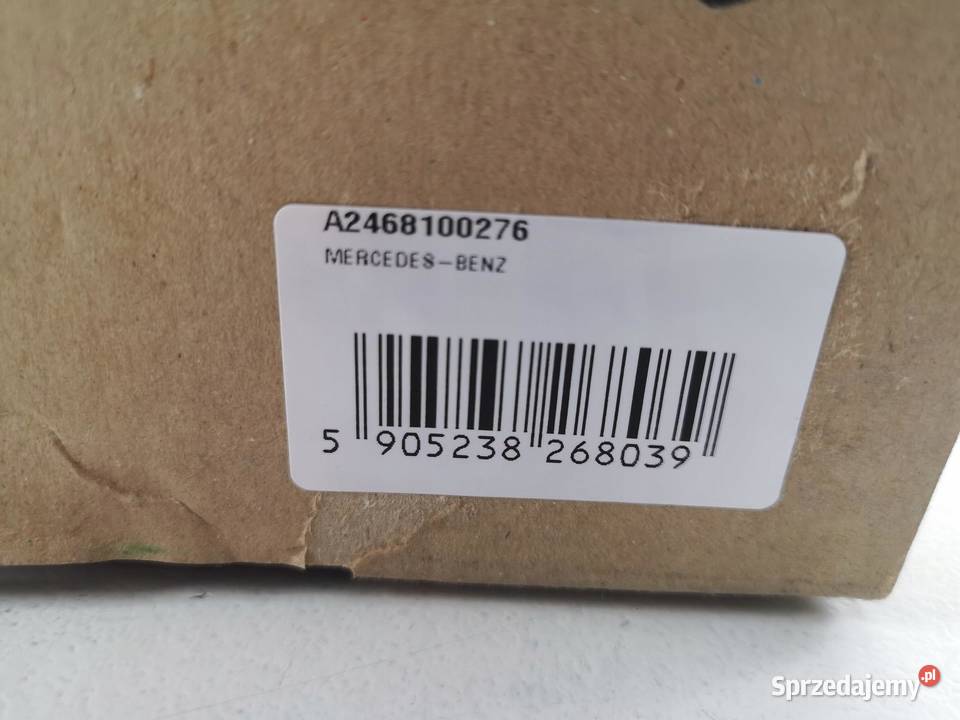 A2468100276
MERCEDES-BENZ
5 905238 268039
Sprzedajemy.pl